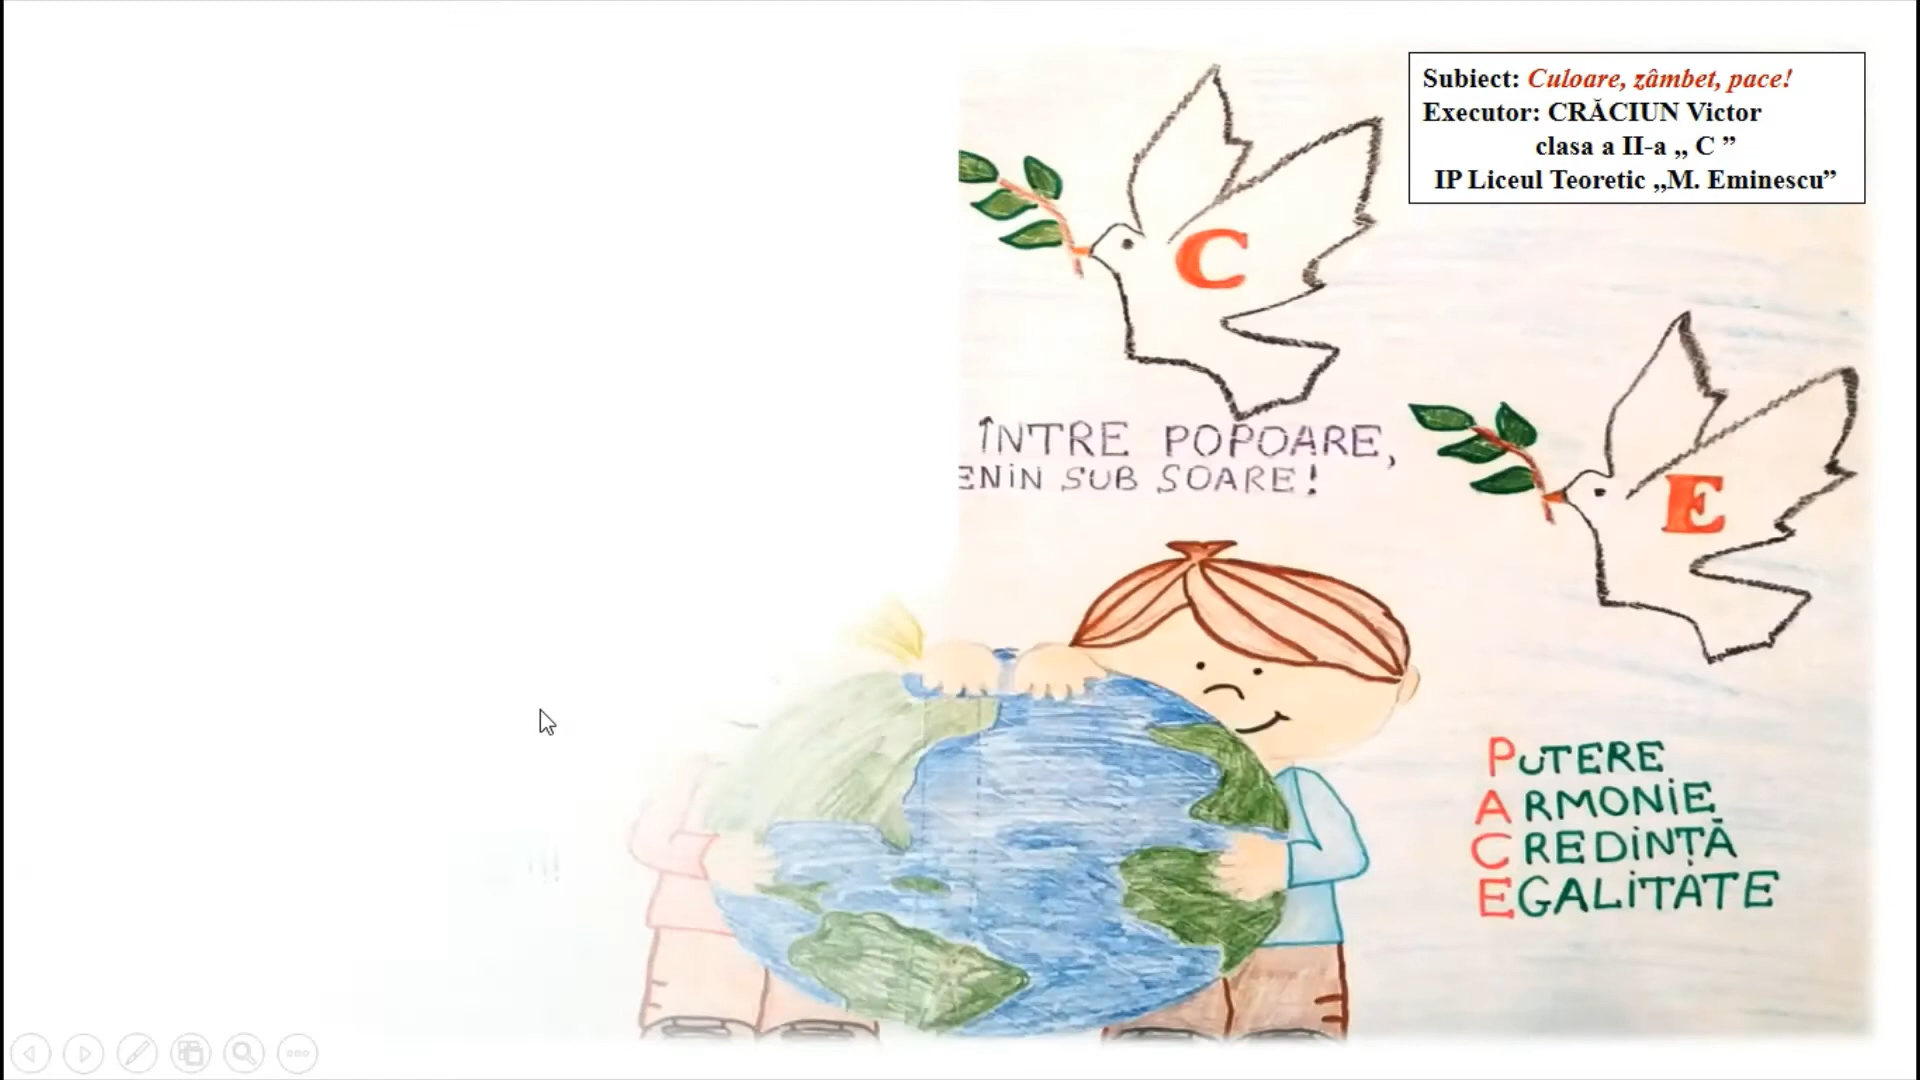 Subiect: Culoare, zâmbet, pace!
Executor: CRĂCIUN Victor
clasa a II-a „ C ”
IP Liceul Teoretic „M. Eminescu”
C
ÎNTRE POPOARE,
SUB SOARE!
E
PUTERE
ARMONIE
CREDINȚĂ
EGALITATE